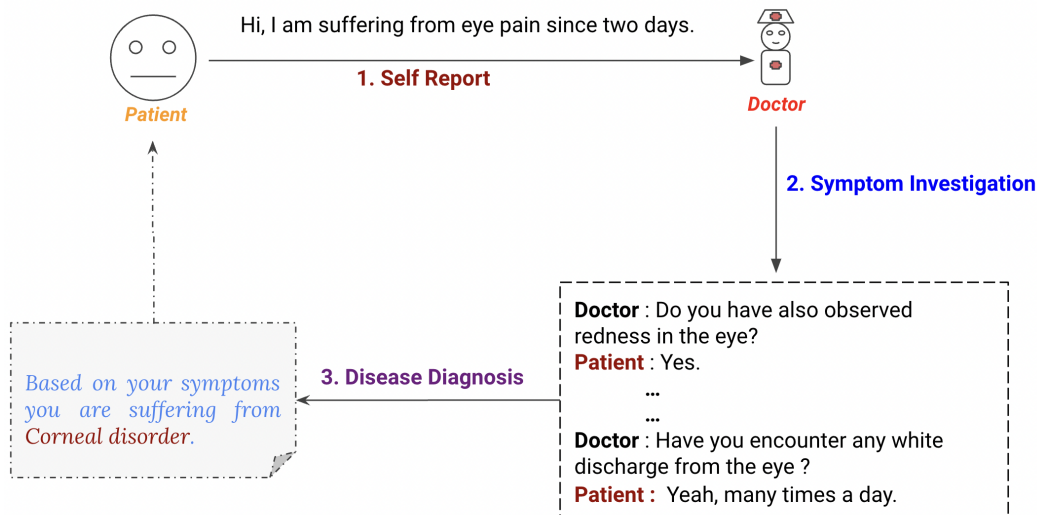 Hi, I am suffering from eye pain since two days.
1. Self Report
Patient
Doctor
2. Symptom Investigation
Doctor : Do you have also observed
redness in the eye?
Patient : Yes.
...
...
Doctor : Have you encounter any white
discharge from the eye ?
Patient : Yeah, many times a day.
3. Disease Diagnosis
Based on your symptoms
you are suffering from
Corneal disorder.